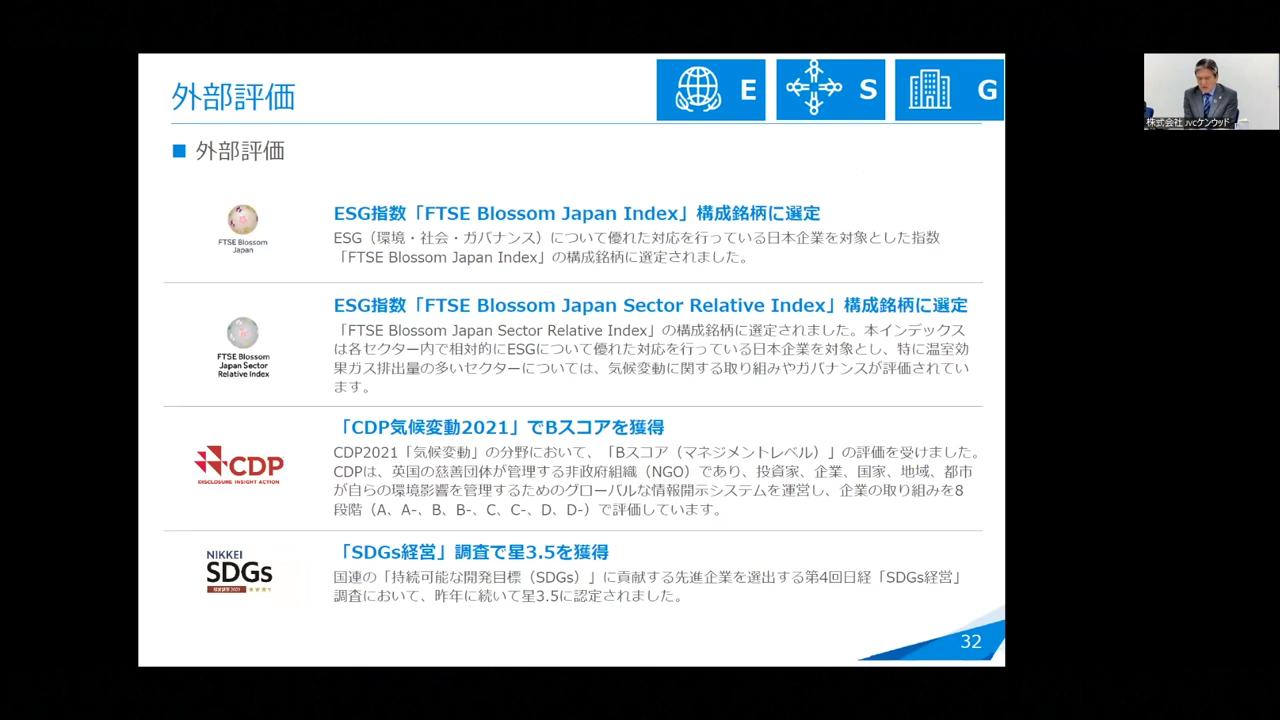 外部評価
E
S
G
株式会社 JVCケンウッド
外部評価
FTSE Blossom
Japan
ESG指数「FTSE Blossom Japan Index」構成銘柄に選定
ESG（環境・社会・ガバナンス）について優れた対応を行っている日本企業を対象とした指数
「FTSE Blossom Japan Index」の構成銘柄に選定されました。
FTSE Blossom
Japan Sector
Relative Index
ESG指数「FTSE Blossom Japan Sector Relative Index」構成銘柄に選定
「FTSE Blossom Japan Sector Relative Index」の構成銘柄に選定されました。本インデックス
は各セクター内で相対的にESGについて優れた対応を行っている日本企業を対象とし、特に温室効
果ガス排出量の多いセクターについては、気候変動に関する取り組みやガバナンスが評価されてい
ます。
CDP
DISCLOSURE INSIGHT ACTION
「CDP気候変動2021」でBスコアを獲得
CDP2021「気候変動」の分野において、「Bスコア（マネジメントレベル）」の評価を受けました。
CDPは、英国の慈善団体が管理する非政府組織（NGO）であり、投資家、企業、国家、地域、都市
が自らの環境影響を管理するためのグローバルな情報開示システムを運営し、企業の取り組みを8
段階（A、A-、B、B-、C、C-、D、D-）で評価しています。
NIKKEI
SDGs
「SDGs経営」調査で星3.5を獲得
国連の「持続可能な開発目標（SDGs）」に貢献する先進企業を選出する第4回日経「SDGs経営」
調査において、昨年に続いて星3.5に認定されました。
32